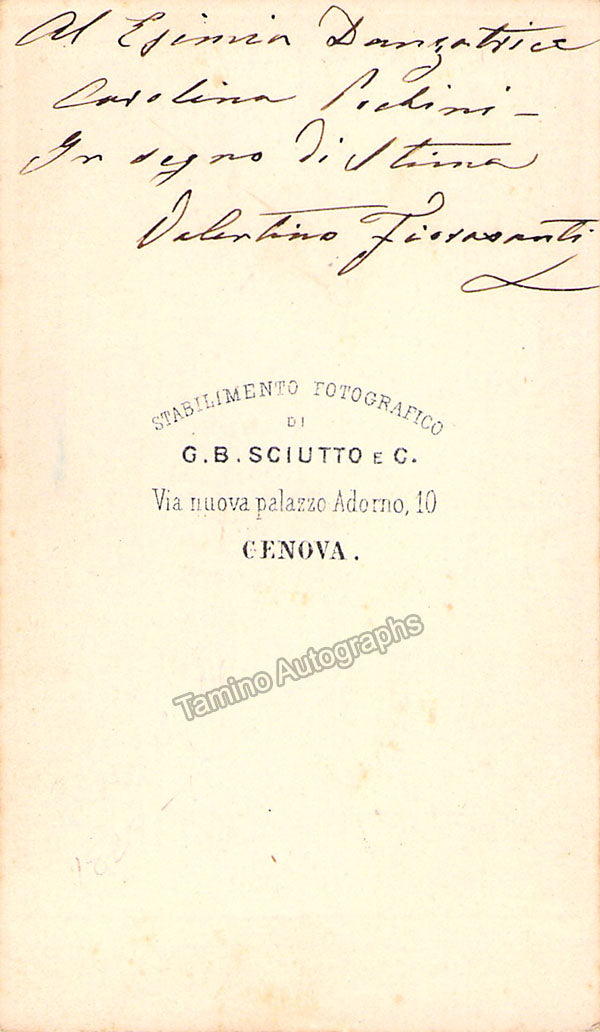 Al Esimia Danzatrice
Carolina Pochini –
In segno di Stima
Valentino Fioravanti
STABILIMENTO FOTOGRAFICO
DI
G. B. SCIUTTO E C.
Via nuova palazzo Adorno, 10
GENOVA.
Tamino Autographs